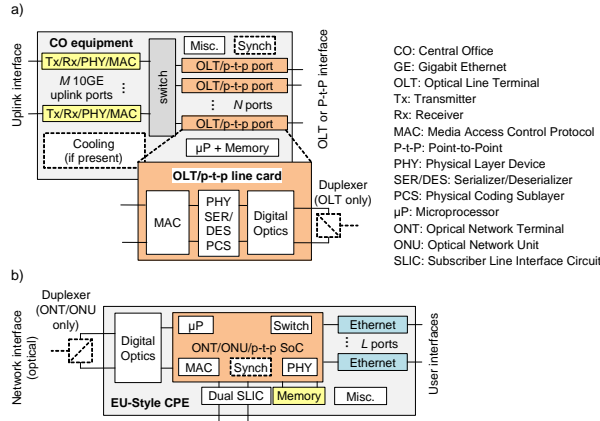 a)
CO equipment
Misc.
Synch
Uplink interface
Tx/Rx/PHY/MAC
M 10GE
uplink ports
⋮
⋮
Tx/Rx/PHY/MAC
switch
OLT/p-t-p port
OLT/p-t-p port
⋮ N ports
OLT/p-t-p port
OLT or P-t-P interface
Cooling
(if present)
µP + Memory
OLT/p-t-p line card
MAC
PHY
SER/
DES
PCS
Digital
Optics
Duplexer
(OLT only)
CO: Central Office
GE: Gigabit Ethernet
OLT: Optical Line Terminal
Tx: Transmitter
Rx: Receiver
MAC: Media Access Control Protocol
P-t-P: Point-to-Point
PHY: Physical Layer Device
SER/DES: Serializer/Deserializer
PCS: Physical Coding Sublayer
µP: Microprocessor
ONT: Oprical Network Terminal
ONU: Optical Network Unit
SLIC: Subscriber Line Interface Circuit
b)
Duplexer
(ONT/ONU
only)
Network interface
(optical)
Digital
Optics
µP
Switch
ONT/ONU/p-t-p SoC
MAC
Synch
PHY
Ethernet
⋮ L ports
Ethernet
User interfaces
Dual SLIC
Memory
Misc.
EU-Style CPE